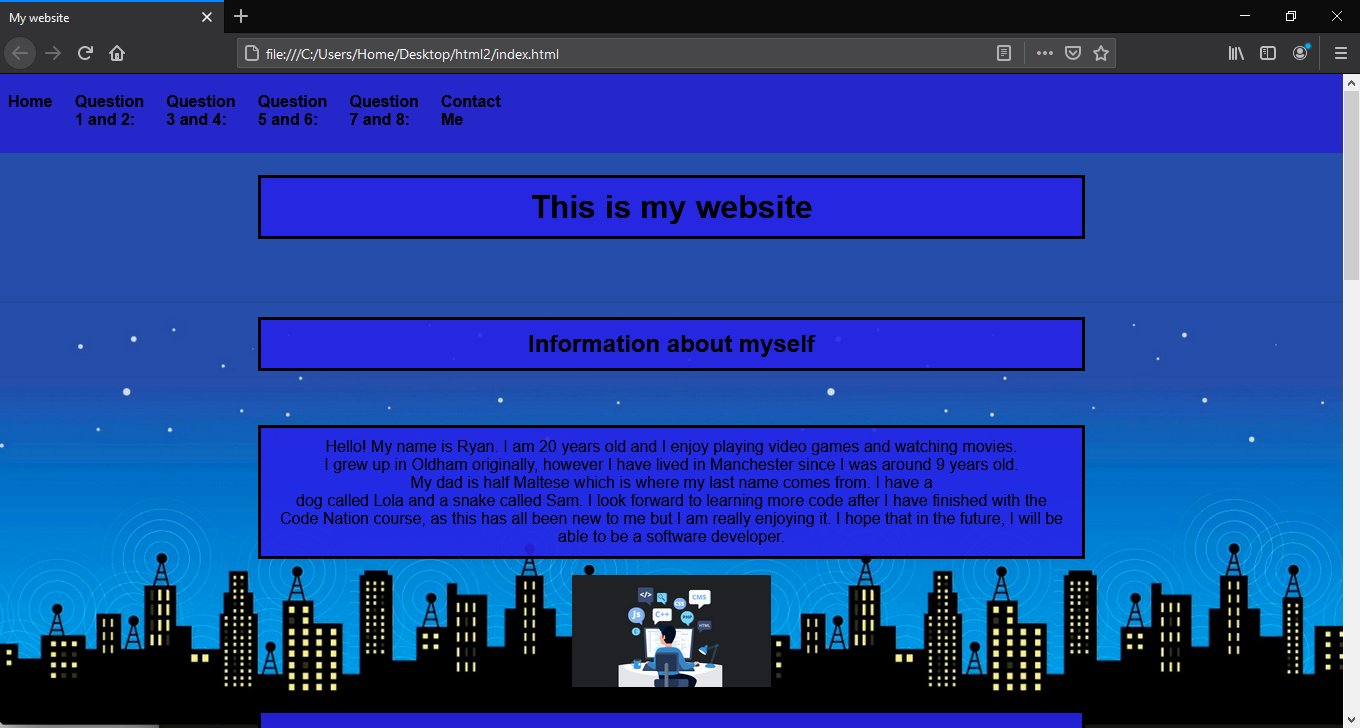 My website
file:///C:/Users/Home/Desktop/html2/index.html
Home
Question
1 and 2:
Question
3 and 4:
Question
5 and 6:
Question
7 and 8:
Contact
Me
This is my website
Information about myself
Hello! My name is Ryan. I am 20 years old and I enjoy playing video games and watching movies.
I grew up in Oldham originally, however I have lived in Manchester since I was around 9 years old.
My dad is half Maltese which is where my last name comes from. I have a
dog called Lola and a snake called Sam. I look forward to learning more code after I have finished with the
Code Nation course, as this has all been new to me but I am really enjoying it. I hope that in the future, I will be
able to be a software developer.
</>
CMS
CSS
JS
C++
PHP
HTML